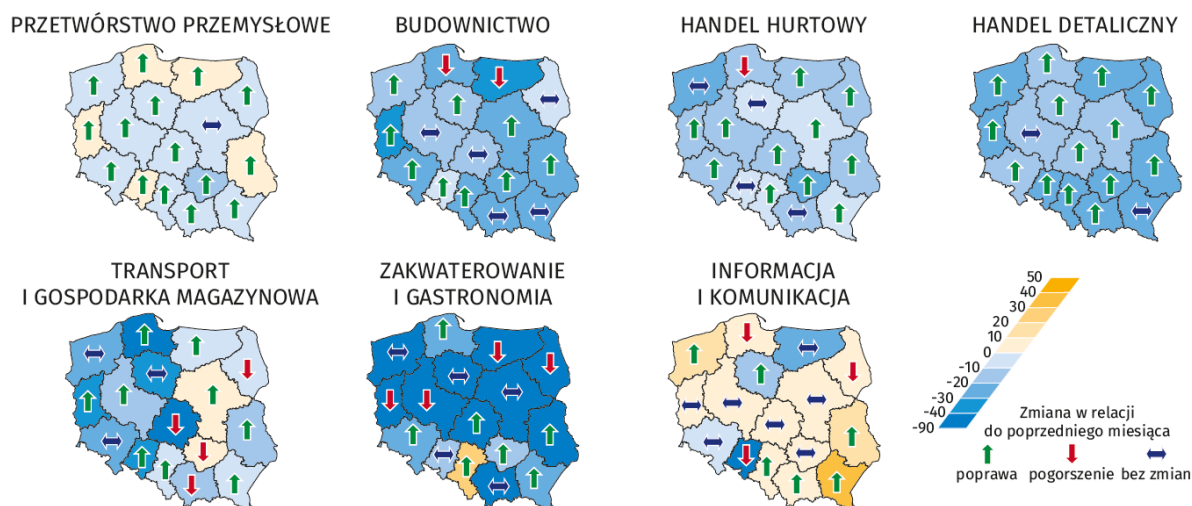 PRZETWÓRSTWO PRZEMYSŁOWE
BUDOWNICTWO
HANDEL HURTOWY
HANDEL DETALICZNY
TRANSPORT
I GOSPODARKA MAGAZYNOWA
ZAKWATEROWANIE
I GASTRONOMIA
INFORMACJA
I KOMUNIKACJA
50
40
30
20
10
0
-10
-20
-30
-40
-90
Zmiana w relacji
do poprzedniego miesiąca
poprawa pogorszenie bez zmian